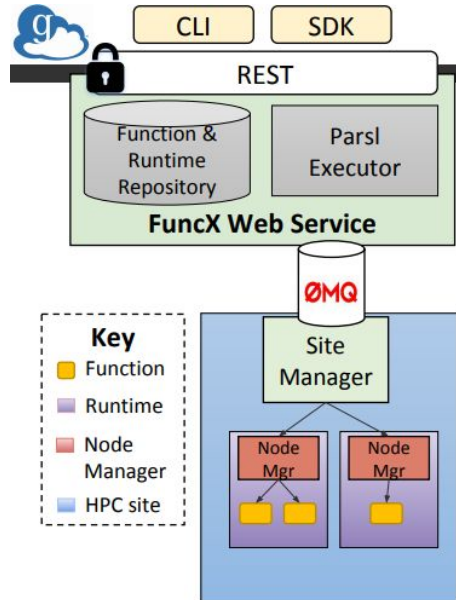 g
CLI
SDK
REST
Function &
Runtime
Repository
Parsl
Executor
FuncX Web Service
ØMQ
Site
Manager
Key
Function
Runtime
Node
Manager
HPC site
Node
Mgr
Node
Mgr